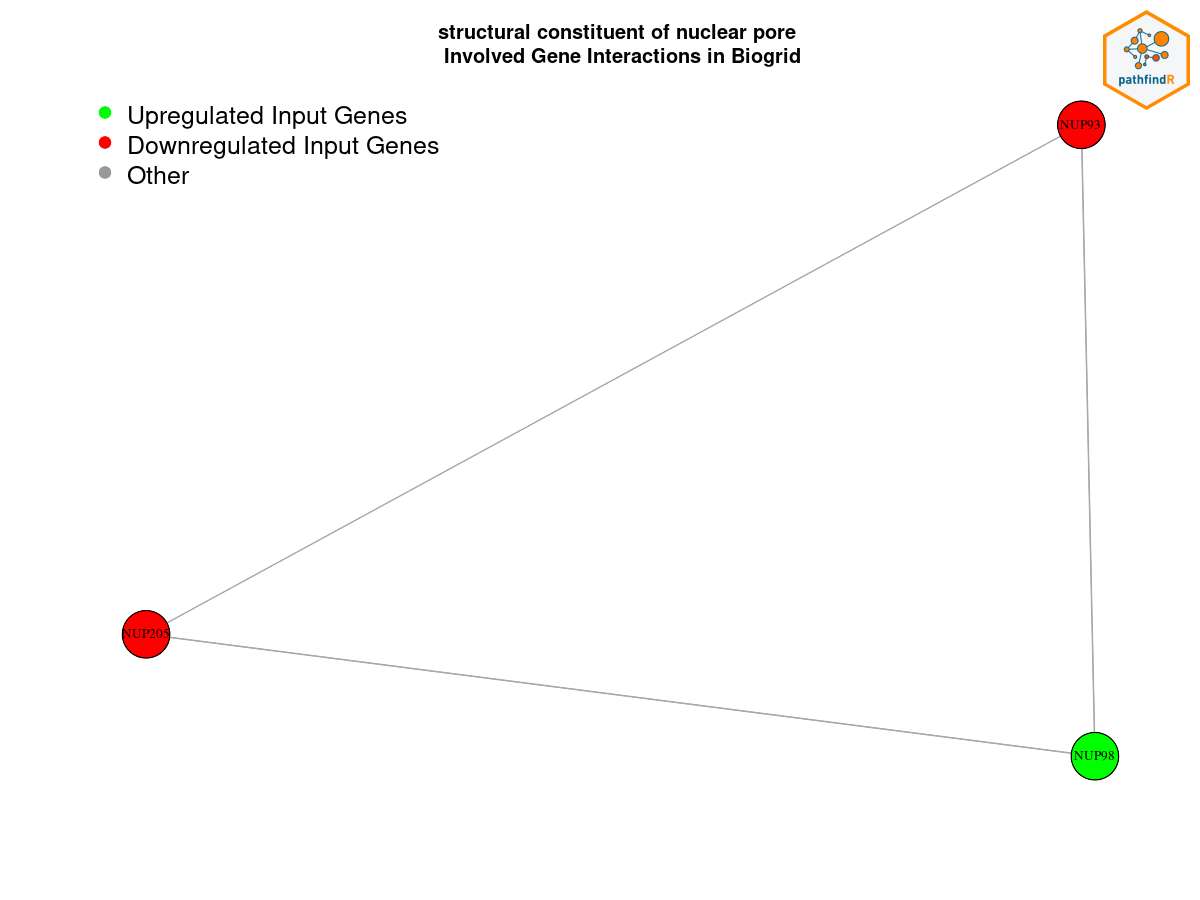 structural constituent of nuclear pore
Involved Gene Interactions in Biogrid
pathfindR
Upregulated Input Genes
Downregulated Input Genes
Other
NUP93
NUP205
NUP98